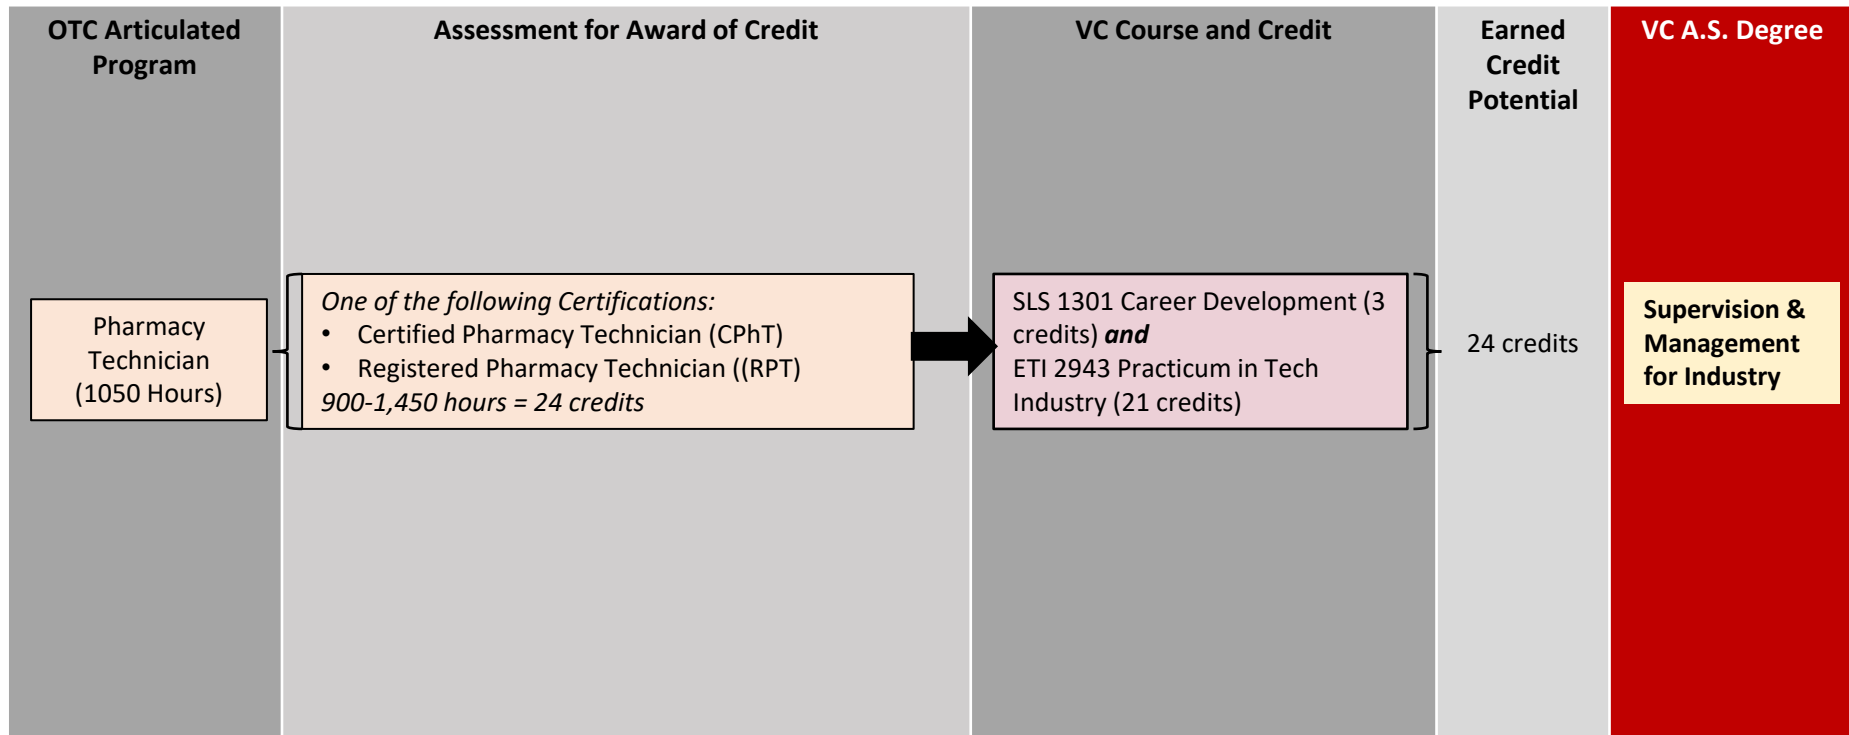 OTC Articulated
Program
Assessment for Award of Credit
VC Course and Credit
Earned
Credit
Potential
VC A.S. Degree
Pharmacy
Technician
(1050 Hours)
One of the following Certifications:
• Certified Pharmacy Technician (CPhT)
• Registered Pharmacy Technician ((RPT)
900-1,450 hours = 24 credits
SLS 1301 Career Development (3
credits) and
ETI 2943 Practicum in Tech
Industry (21 credits)
24 credits
Supervision &
Management
for Industry